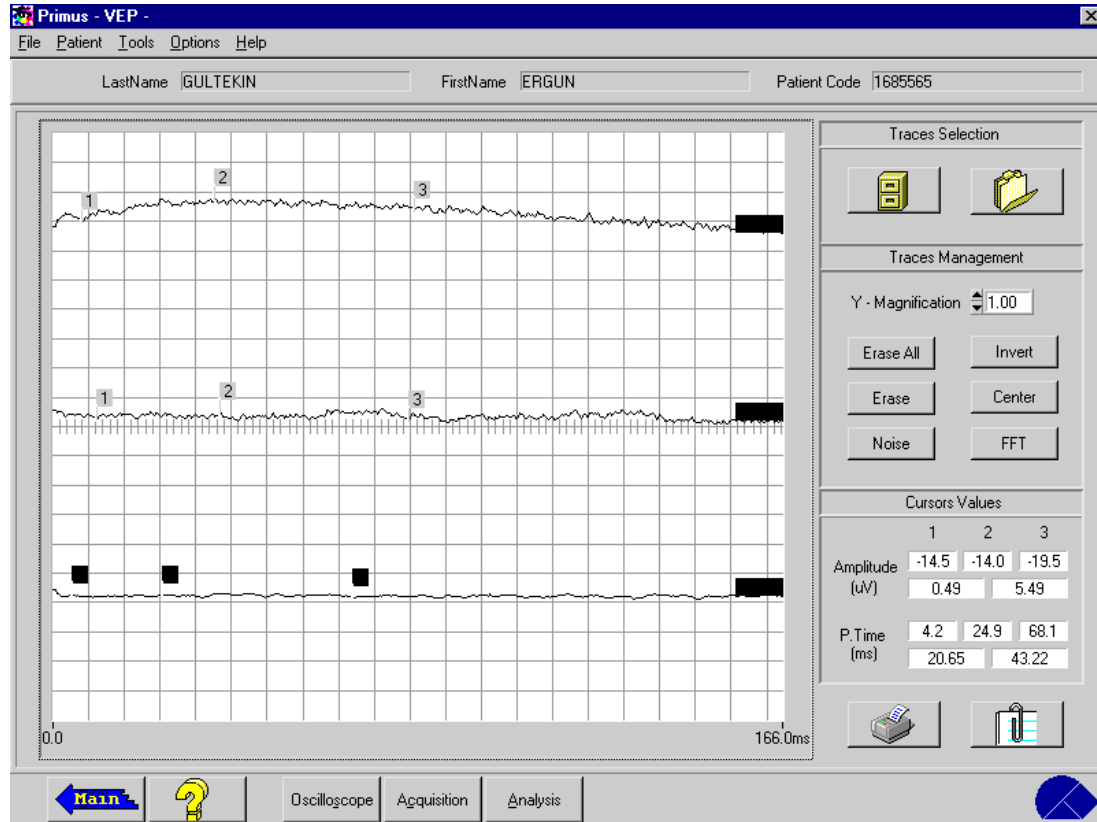 Primus - VEP -
File Patient Tools Options Help
LastName GULTEKIN FirstName ERGUN Patient Code 1685565
Traces Selection
1 2 3
Traces Management
Y - Magnification 1.00
Erase All Invert
1 2 3
Erase Center
Noise FFT
Cursors Values
1 2 3
Amplitude (uV) -14.5 -14.0 -19.5
0.49 5.49
P.Time (ms) 4.2 24.9 68.1
20.65 43.22
0.0 166.0ms
Main Oscilloscope Acquisition Analysis